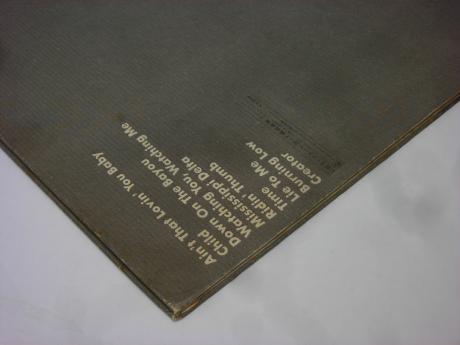 Ain't That Lovin' You Baby
Child
Down On The Bayou
Watching You, Watching Me
Mississippi Delta
Ridin' Thumb
Time
Lie To Me
Burning Low
Creator